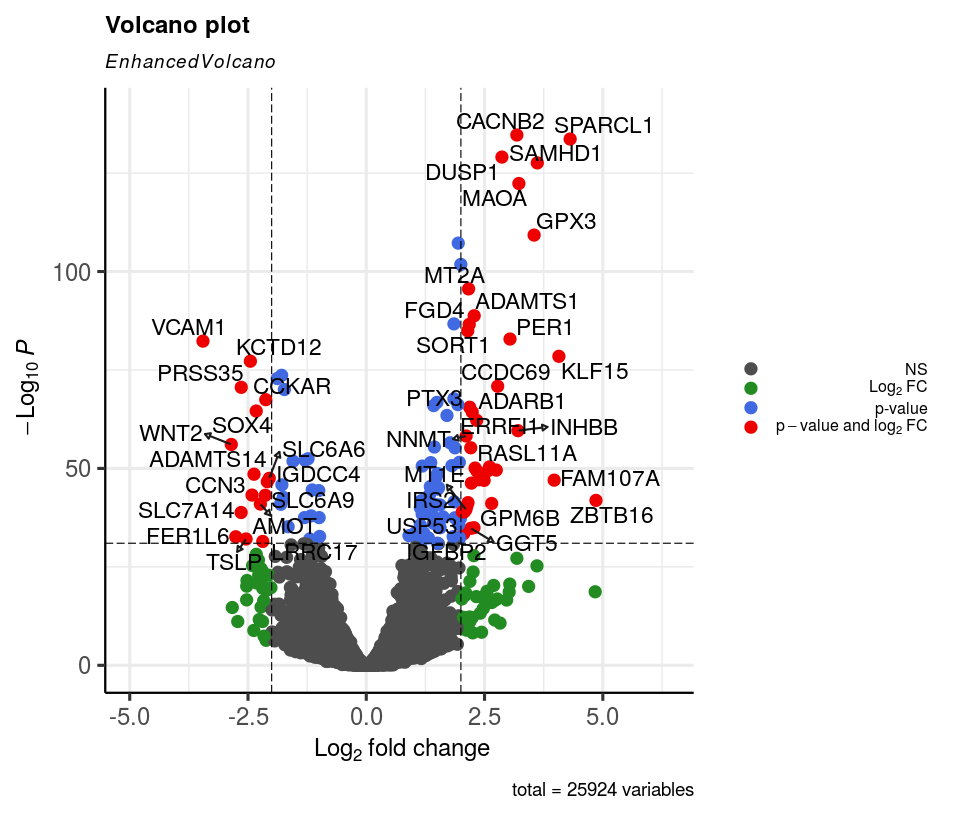 Volcano plot
EnhancedVolcano
CACNB2
SPARCL1
SAMHD1
DUSP1
MAOA
GPX3
MT2A
ADAMTS1
FGD4
PER1
SORT1
VCAM1
KCTD12
PRSS35
CCKAR
CCDC69
KLF15
PTX3
ADARB1
SOX4
WNT2
ERRFI1
INHBB
NNMT
SLC6A6
ADAMTS14
RASL11A
IGDCC4
MT1E
FAM107A
CCN3
SLC6A9
IRS2
SLC7A14
ZBTB16
AMOT
USP53
GPM6B
FER1L6
GGT5
LRRC17
IGFBP2
TSLP
100
50
0
-5.0
-2.5
0.0
2.5
5.0
−Log10 P
Log2 fold change
NS
Log2 FC
p-value
p − value and log2 FC
total = 25924 variables